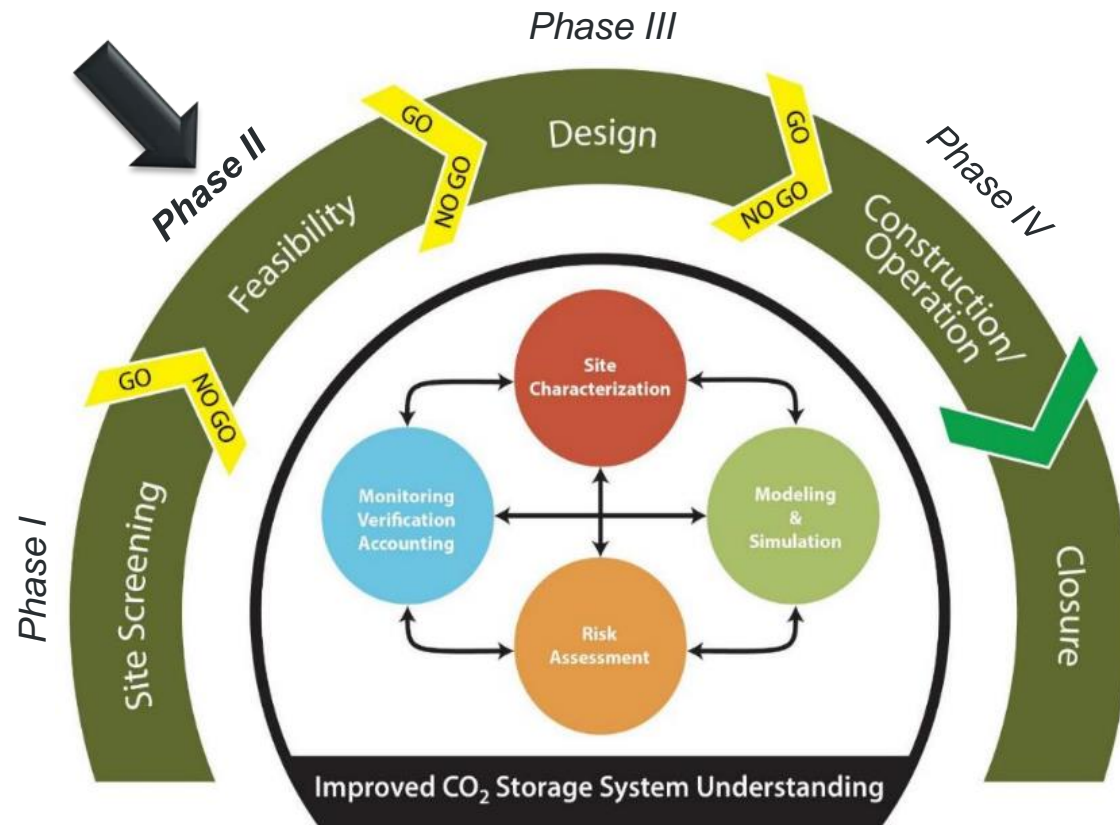 Phase III
Phase II
Phase IV
Phase I
Site Screening
GO
NO GO
Feasibility
GO
NO GO
Design
GO
NO GO
Construction/
Operation
Closure
Site
Characterization
Monitoring
Verification
Accounting
Modeling
&
Simulation
Risk
Assessment
Improved CO₂ Storage System Understanding